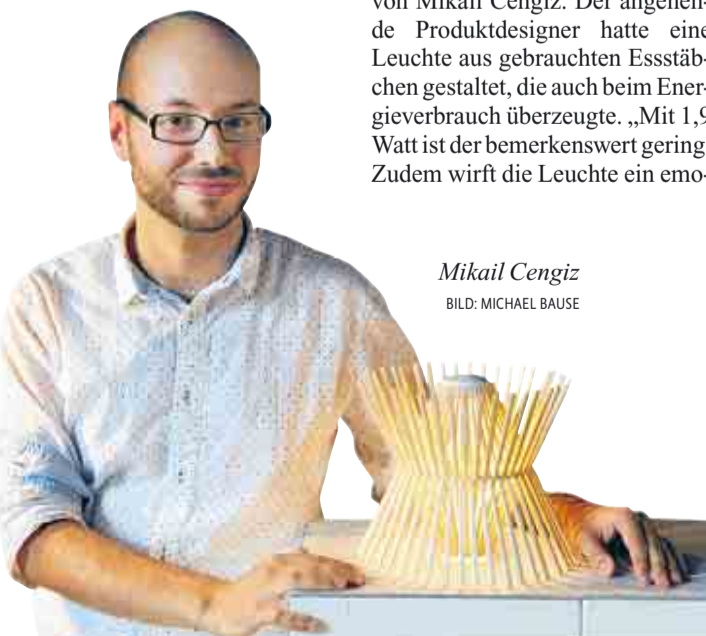 von Mikail Cengiz. Der angehen-
de Produktdesigner hatte eine
Leuchte aus gebrauchten Essstäb-
chen gestaltet, die auch beim Ener-
gieverbrauch überzeugte. „Mit 1,9
Watt ist der bemerkenswert gering
Zudem wirft die Leuchte ein emo-
Mikail Cengiz
BILD: MICHAEL BAUSE